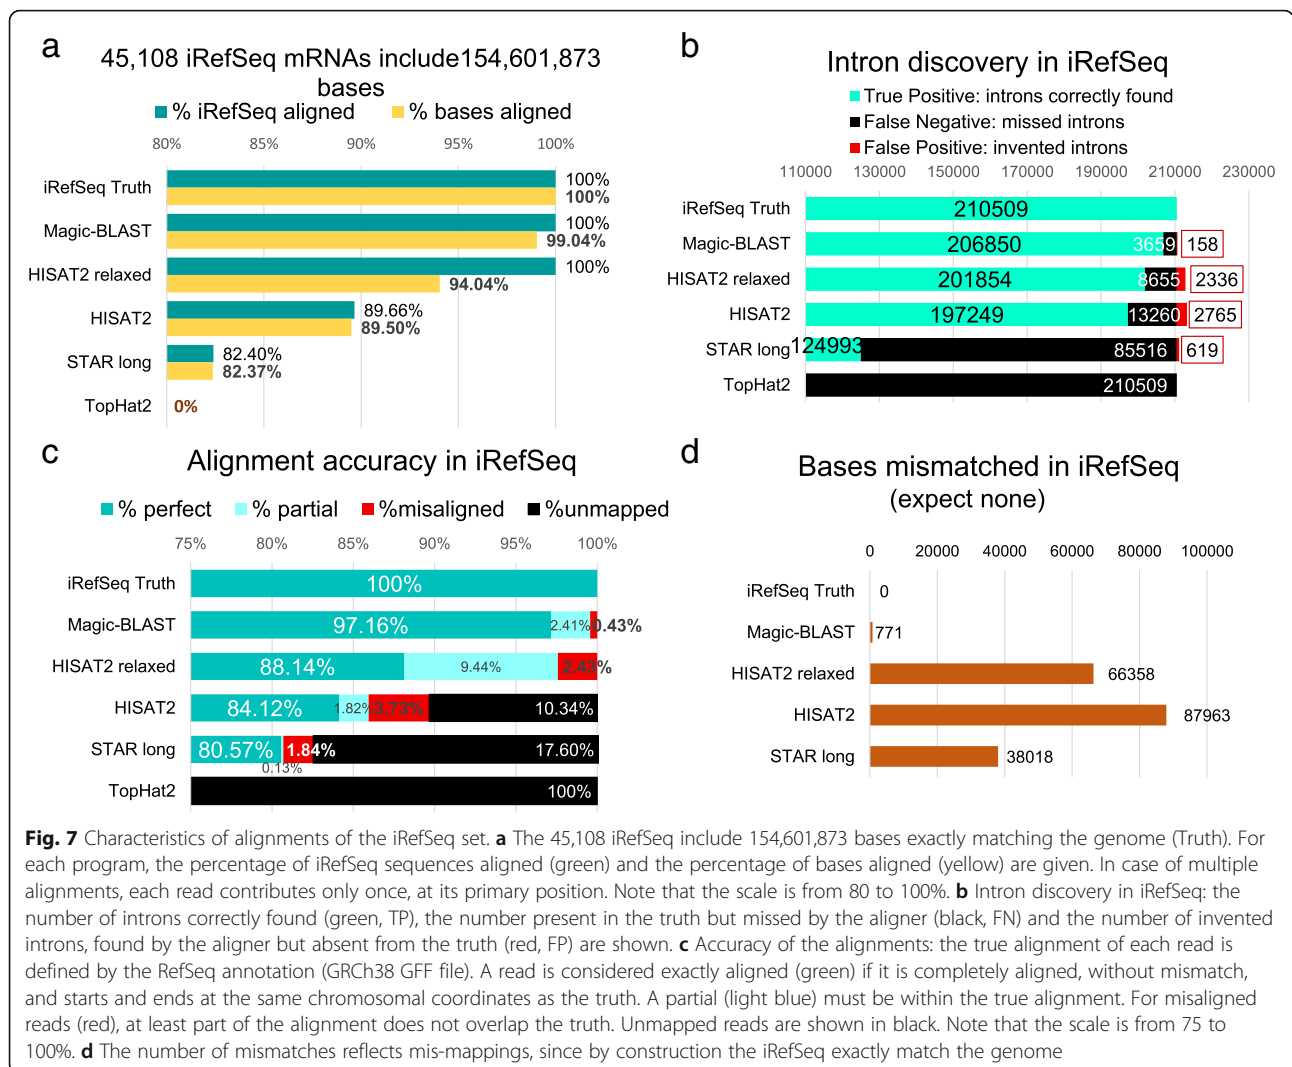 a
45,108 iRefSeq mRNAs include154,601,873
bases
% iRefSeq aligned % bases aligned
80% 85% 90% 95% 100%
iRefSeq Truth 100%
100%
Magic-BLAST 100%
99.04%
HISAT2 relaxed 100%
94.04%
HISAT2 89.66%
89.50%
STAR long 82.40%
82.37%
TopHat2 0%
b
Intron discovery in iRefSeq
True Positive: introns correctly found
False Negative: missed introns
False Positive: invented introns
110000 130000 150000 170000 190000 210000 230000
iRefSeq Truth 210509
Magic-BLAST 206850 3659 158
HISAT2 relaxed 201854 8655 2336
HISAT2 197249 13260 2765
STAR long 124993 85516 619
TopHat2 210509
c
Alignment accuracy in iRefSeq
% perfect % partial %misaligned %unmapped
75% 80% 85% 90% 95% 100%
iRefSeq Truth 100%
Magic-BLAST 97.16% 2.41% 0.43%
HISAT2 relaxed 88.14% 9.44% 2.43%
HISAT2 84.12% 1.82% 3.73% 10.34%
STAR long 80.57% 1.84% 17.60%
0.13%
TopHat2 100%
d
Bases mismatched in iRefSeq
(expect none)
0 20000 40000 60000 80000 100000
iRefSeq Truth 0
Magic-BLAST 771
HISAT2 relaxed 66358
HISAT2 87963
STAR long 38018
Fig. 7 Characteristics of alignments of the iRefSeq set. a The 45,108 iRefSeq include 154,601,873 bases exactly matching the genome (Truth). For
each program, the percentage of iRefSeq sequences aligned (green) and the percentage of bases aligned (yellow) are given. In case of multiple
alignments, each read contributes only once, at its primary position. Note that the scale is from 80 to 100%. b Intron discovery in iRefSeq: the
number of introns correctly found (green, TP), the number present in the truth but missed by the aligner (black, FN) and the number of invented
introns, found by the aligner but absent from the truth (red, FP) are shown. c Accuracy of the alignments: the true alignment of each read is
defined by the RefSeq annotation (GRCh38 GFF file). A read is considered exactly aligned (green) if it is completely aligned, without mismatch,
and starts and ends at the same chromosomal coordinates as the truth. A partial (light blue) must be within the true alignment. For misaligned
reads (red), at least part of the alignment does not overlap the truth. Unmapped reads are shown in black. Note that the scale is from 75 to
100%. d The number of mismatches reflects mis-mappings, since by construction the iRefSeq exactly match the genome